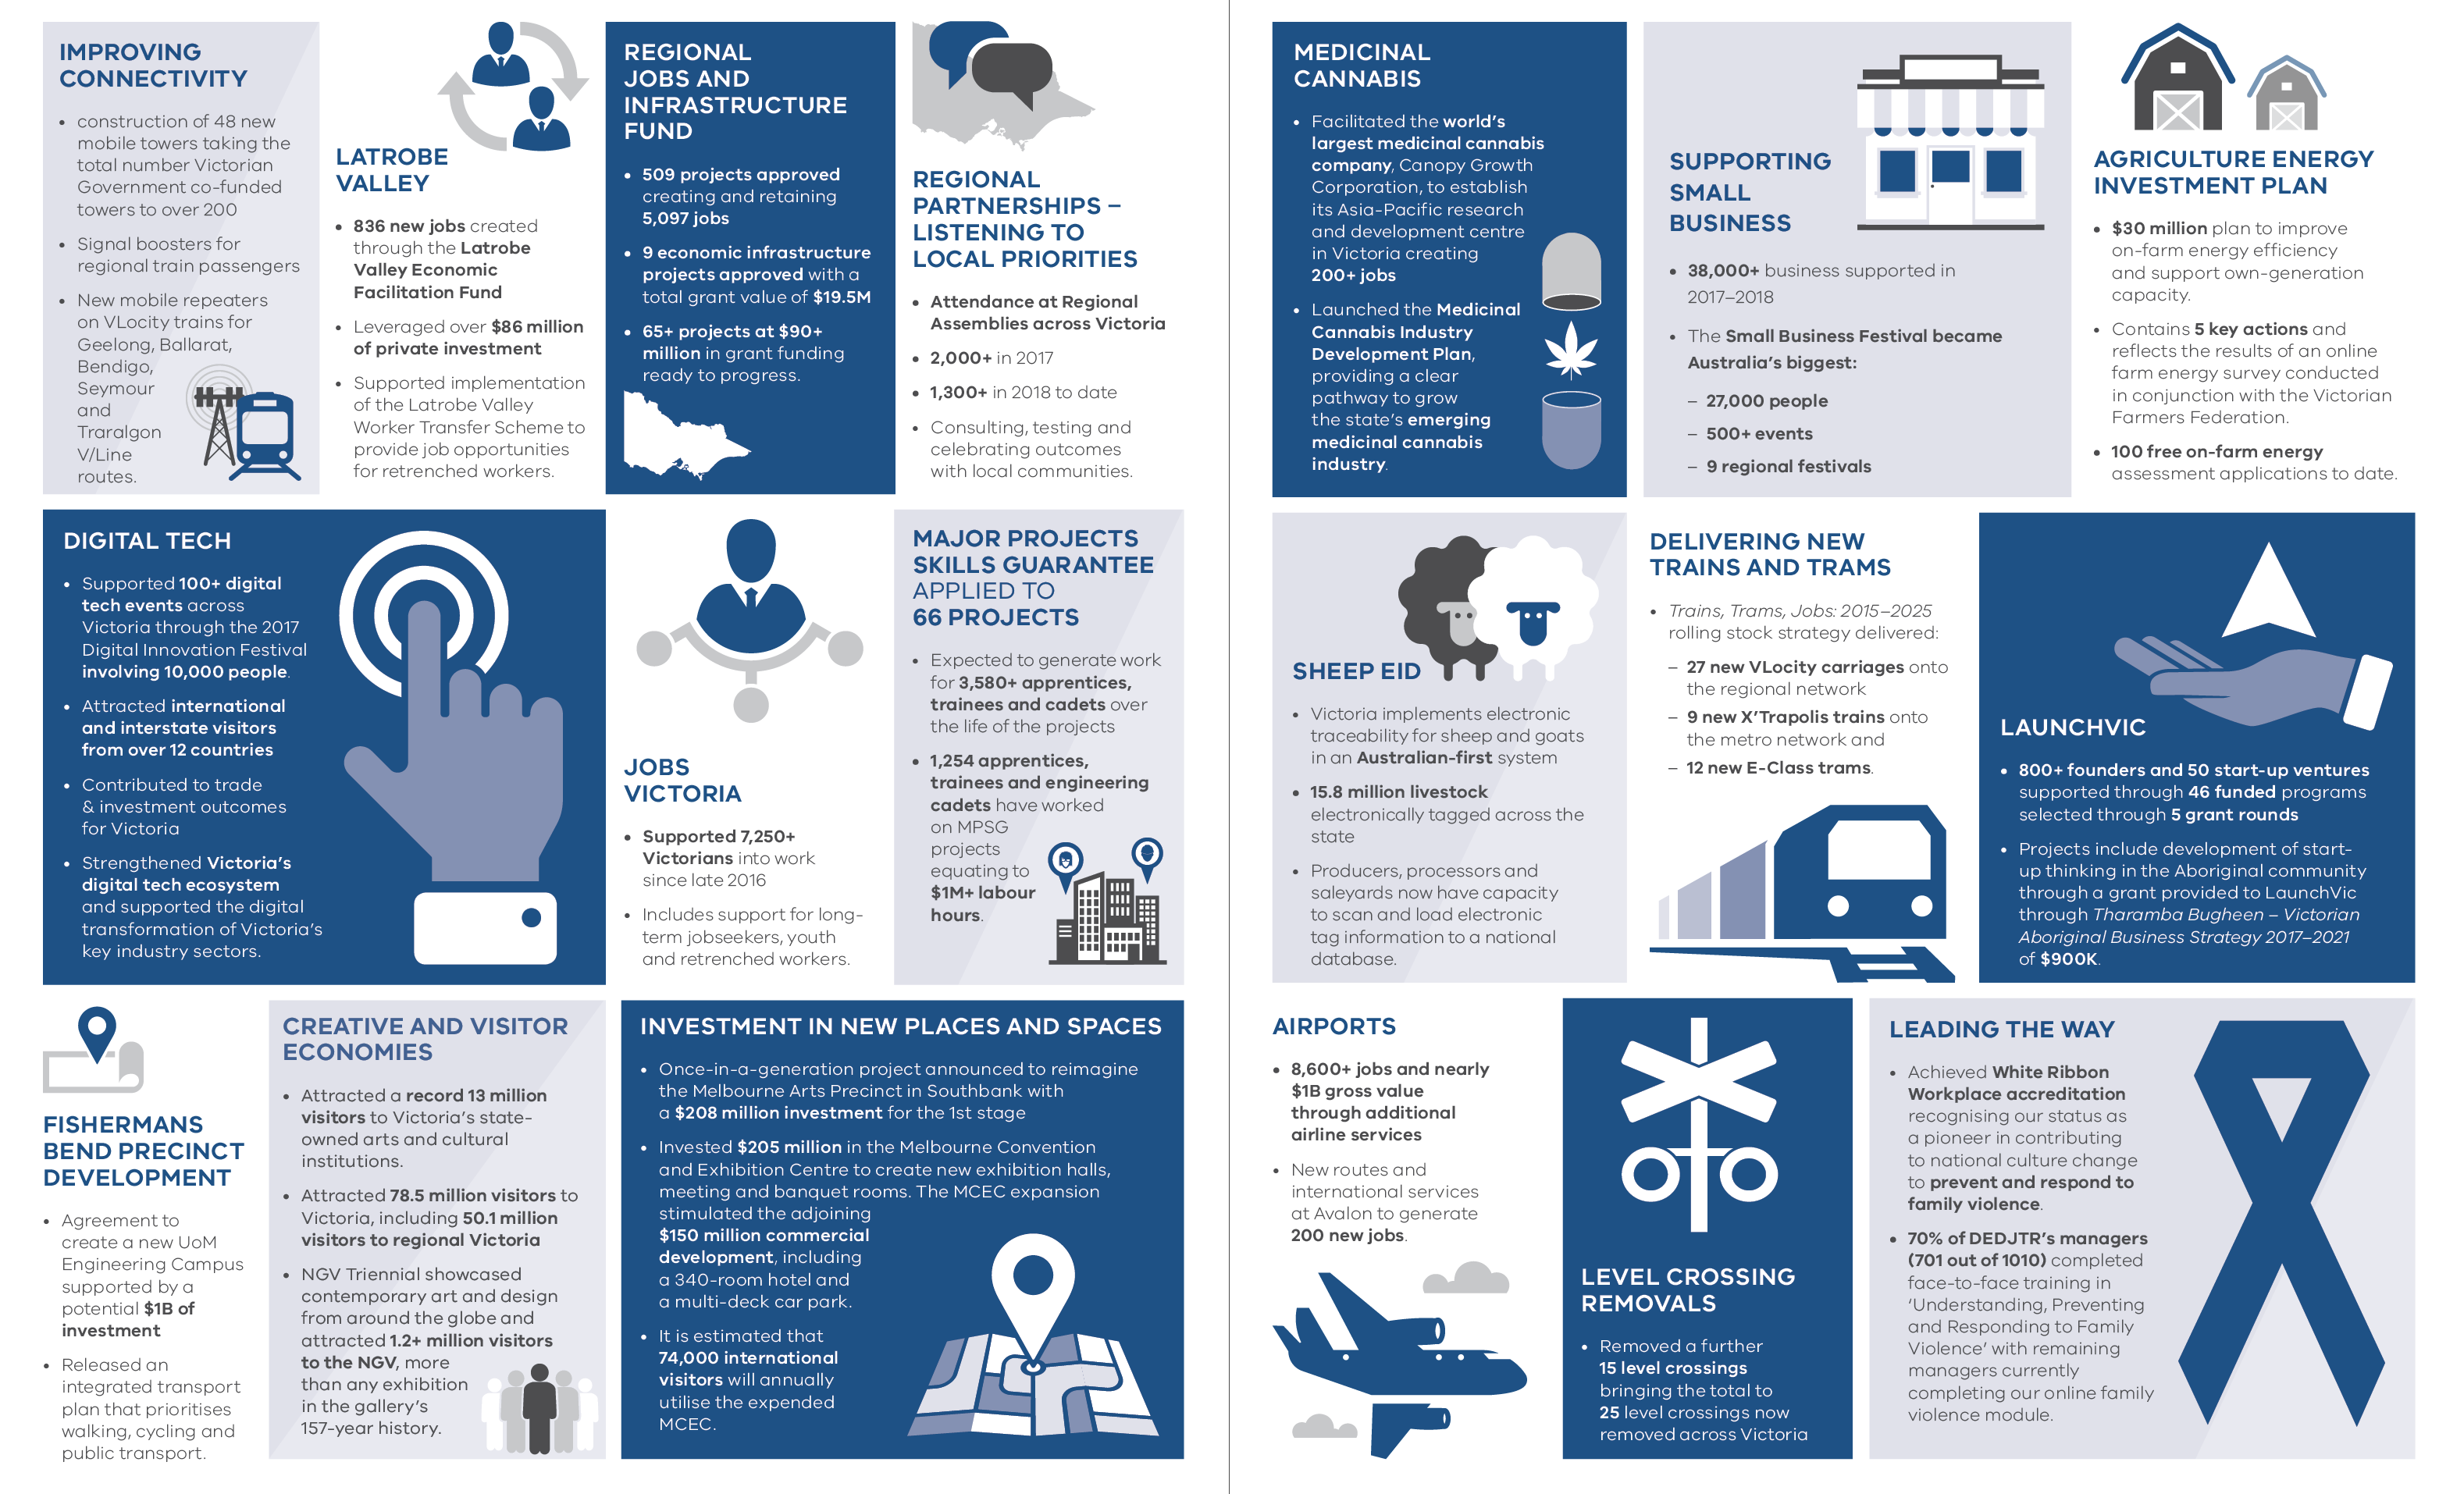 IMPROVING
CONNECTIVITY
• construction of 48 new
mobile towers taking the
total number Victorian
Government co-funded
towers to over 200
• Signal boosters for
regional train passengers
• New mobile repeaters
on VLocity trains for
Geelong, Ballarat,
Bendigo,
Seymour
and
Traralgon
V/Line
routes.
LATROBE
VALLEY
• 836 new jobs created
through the Latrobe
Valley Economic
Facilitation Fund
• Leveraged over $86 million
of private investment
• Supported implementation
of the Latrobe Valley
Worker Transfer Scheme to
provide job opportunities
for retrenched workers.
REGIONAL
JOBS AND
INFRASTRUCTURE
FUND
• 509 projects approved
creating and retaining
5,097 jobs
• 9 economic infrastructure
projects approved with a
total grant value of $19.5M
• 65+ projects at $90+
million in grant funding
ready to progress.
REGIONAL
PARTNERSHIPS –
LISTENING TO
LOCAL PRIORITIES
• Attendance at Regional
Assemblies across Victoria
• 2,000+ in 2017
• 1,300+ in 2018 to date
• Consulting, testing and
celebrating outcomes
with local communities.
DIGITAL TECH
• Supported 100+ digital
tech events across
Victoria through the 2017
Digital Innovation Festival
involving 10,000 people.
• Attracted international
and interstate visitors
from over 12 countries
• Contributed to trade
& investment outcomes
for Victoria
• Strengthened Victoria's
digital tech ecosystem
and supported the digital
transformation of Victoria's
key industry sectors.
JOBS
VICTORIA
• Supported 7,250+
Victorians into work
since late 2016
• Includes support for long-
term jobseekers, youth
and retrenched workers.
MAJOR PROJECTS
SKILLS GUARANTEE
APPLIED TO
66 PROJECTS
• Expected to generate work
for 3,580+ apprentices,
trainees and cadets over
the life of the projects
• 1,254 apprentices,
trainees and engineering
cadets have worked
on MPSG
projects
equating to
$1M+ labour
hours.
FISHERMANS
BEND PRECINCT
DEVELOPMENT
• Agreement to
create a new UoM
Engineering Campus
supported by a
potential $1B of
investment
• Released an
integrated transport
plan that prioritises
walking, cycling and
public transport.
CREATIVE AND VISITOR
ECONOMIES
• Attracted a record 13 million
visitors to Victoria's state-
owned arts and cultural
institutions.
• Attracted 78.5 million visitors to
Victoria, including 50.1 million
visitors to regional Victoria
• NGV Triennial showcased
contemporary art and design
from around the globe and
attracted 1.2+ million visitors
to the NGV, more
than any exhibition
in the gallery's
157-year history.
INVESTMENT IN NEW PLACES AND SPACES
• Once-in-a-generation project announced to reimagine
the Melbourne Arts Precinct in Southbank with
a $208 million investment for the 1st stage
• Invested $205 million in the Melbourne Convention
and Exhibition Centre to create new exhibition halls,
meeting and banquet rooms. The MCEC expansion
stimulated the adjoining
$150 million commercial
development, including
a 340-room hotel and
a multi-deck car park.
• It is estimated that
74,000 international
visitors will annually
utilise the expended
MCEC.
MEDICINAL
CANNABIS
• Facilitated the world's
largest medicinal cannabis
company, Canopy Growth
Corporation, to establish
its Asia-Pacific research
and development centre
in Victoria creating
200+ jobs
• Launched the Medicinal
Cannabis Industry
Development Plan,
providing a clear
pathway to grow
the state's emerging
medicinal cannabis
industry.
SUPPORTING
SMALL
BUSINESS
• 38,000+ business supported in
2017–2018
• The Small Business Festival became
Australia's biggest:
– 27,000 people
– 500+ events
– 9 regional festivals
AGRICULTURE ENERGY
INVESTMENT PLAN
• $30 million plan to improve
on-farm energy efficiency
and support own-generation
capacity.
• Contains 5 key actions and
reflects the results of an online
farm energy survey conducted
in conjunction with the Victorian
Farmers Federation.
• 100 free on-farm energy
assessment applications to date.
SHEEP EID
• Victoria implements electronic
traceability for sheep and goats
in an Australian-first system
• 15.8 million livestock
electronically tagged across the
state
• Producers, processors and
saleyards now have capacity
to scan and load electronic
tag information to a national
database.
DELIVERING NEW
TRAINS AND TRAMS
• Trains, Trams, Jobs: 2015–2025
rolling stock strategy delivered:
– 27 new VLocity carriages onto
the regional network
– 9 new X'Trapolis trains onto
the metro network and
– 12 new E-Class trams.
LAUNCHVIC
• 800+ founders and 50 start-up ventures
supported through 46 funded programs
selected through 5 grant rounds
• Projects include development of start-
up thinking in the Aboriginal community
through a grant provided to LaunchVic
through Tharamba Bugheen – Victorian
Aboriginal Business Strategy 2017–2021
of $900K.
AIRPORTS
• 8,600+ jobs and nearly
$1B gross value
through additional
airline services
• New routes and
international services
at Avalon to generate
200 new jobs.
LEVEL CROSSING
REMOVALS
• Removed a further
15 level crossings
bringing the total to
25 level crossings now
removed across Victoria
LEADING THE WAY
• Achieved White Ribbon
Workplace accreditation
recognising our status as
a pioneer in contributing
to national culture change
to prevent and respond to
family violence.
• 70% of DEDJTR's managers
(701 out of 1010) completed
face-to-face training in
'Understanding, Preventing
and Responding to Family
Violence' with remaining
managers currently
completing our online family
violence module.